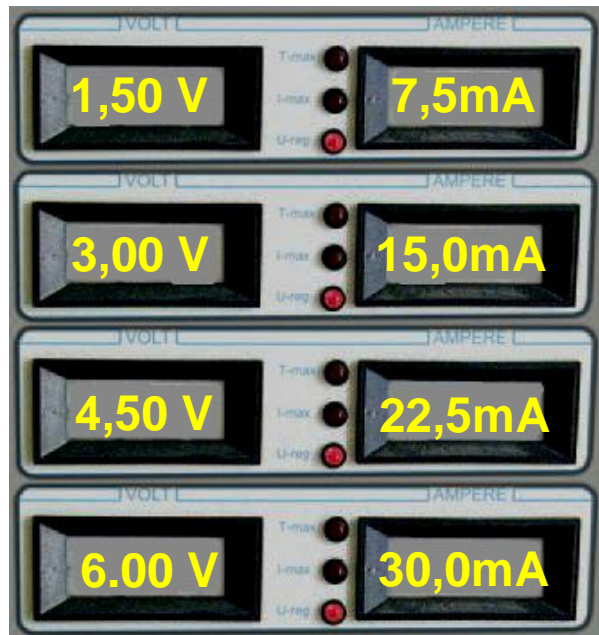 VOLT AMPERE
T-max
1,50 V 7,5mA
I-max
U-reg
VOLT AMPERE
T-max
3,00 V 15,0mA
I-max
U-reg
VOLT AMPERE
T-max
4,50 V 22,5mA
I-max
U-reg
VOLT AMPERE
T-max
6.00 V 30,0mA
I-max
U-reg